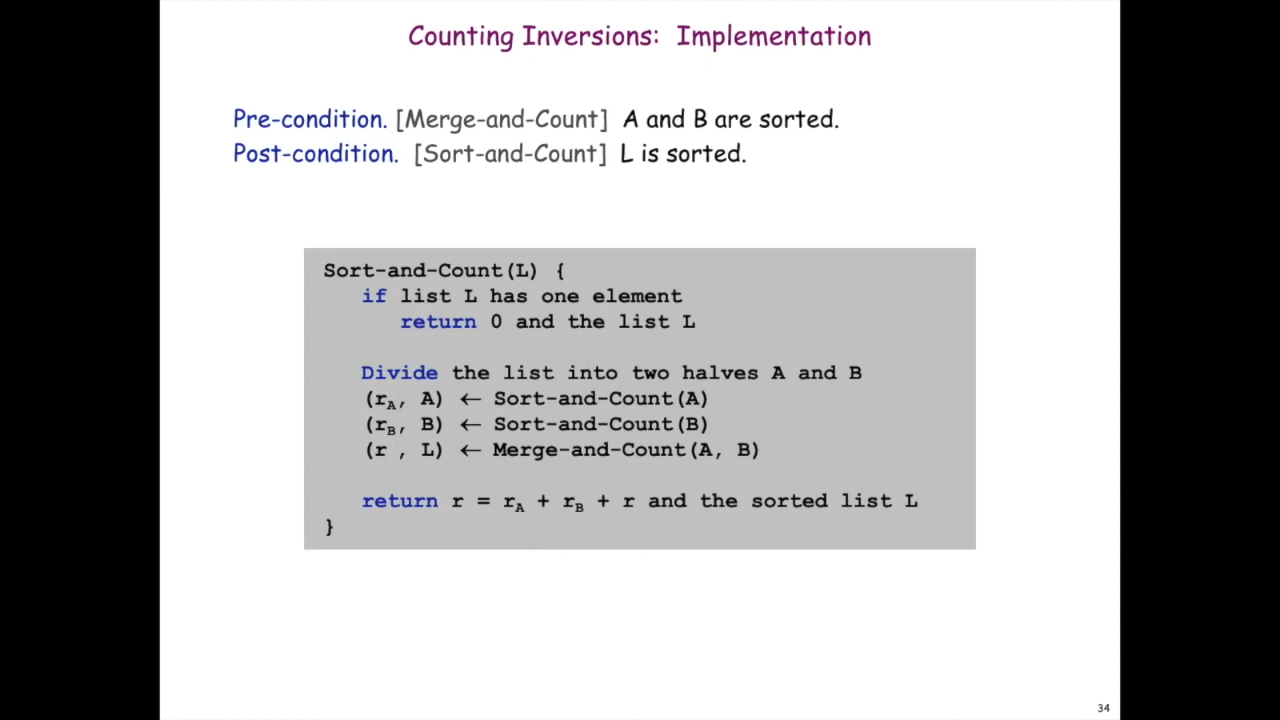 Counting Inversions: Implementation
Pre-condition. [Merge-and-Count] A and B are sorted.
Post-condition. [Sort-and-Count] L is sorted.
Sort-and-Count(L) {
if list L has one element
return 0 and the list L
Divide the list into two halves A and B
(rA, A) ← Sort-and-Count(A)
(rB, B) ← Sort-and-Count(B)
(r , L) ← Merge-and-Count(A, B)
return r = rA + rB + r and the sorted list L
}
34